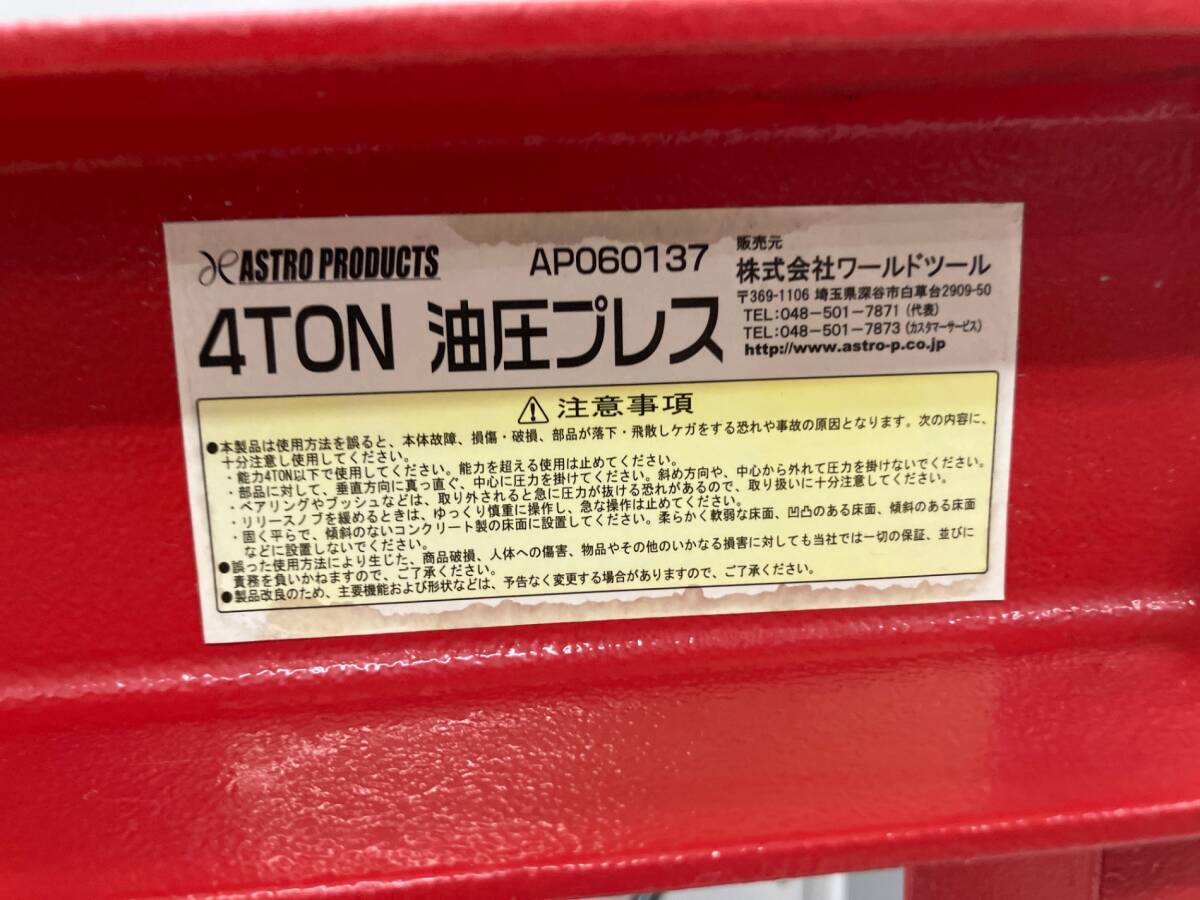 ASTRO PRODUCTS AP060137
4TON 油圧プレス
販売元
株式会社ワールドツール
〒369-1106 埼玉県深谷市白草台2909-50
TEL:048-501-7871 (代表)
TEL:048-501-7873 (カスタマーサービス)
http://www.astro-p.co.jp
⚠ 注意事項
●本製品は使用方法を誤ると、本体故障、損傷・破損、部品が落下・飛散しケガをする恐れや事故の原因となります。次の内容に、
十分注意し使用してください。
・能力4TON以下で使用してください。能力を超える使用は止めてください。
・部品に対して、垂直方向に真っ直ぐ、中心に圧力を掛けてください。斜め方向や、中心から外れて圧力を掛けないでください。
・ベアリングやブッシュなどは、取り外されると急に圧力が抜ける恐れがあるので、取り扱いに十分注意してください。
・リリースノブを緩めるときは、ゆっくり慎重に操作し、急な操作は止めてください。
・固く平らで、傾斜のないコンクリート製の床面に設置してください。柔らかく軟弱な床面、凹凸のある床面、傾斜のある床面
などに設置しないでください。
●誤った使用方法により生じた、商品破損、人体への傷害、物品やその他のいかなる損害に対しても当社では一切の保証、並びに
責務を負いかねますので、ご了承ください。
●製品改良のため、主要機能および形状などは、予告なく変更する場合がありますので、ご了承ください。